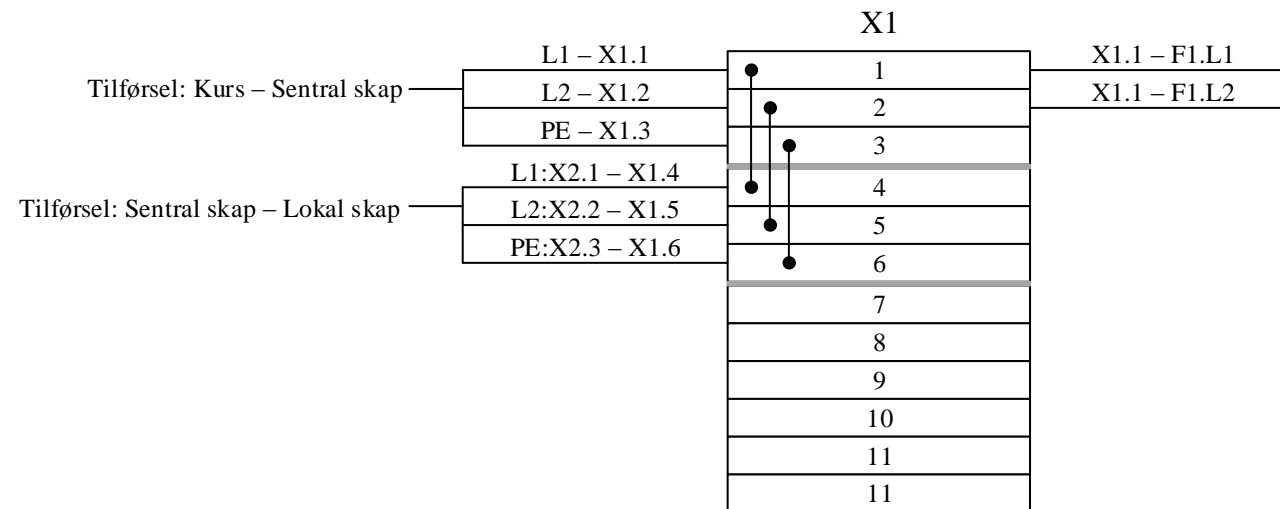 X1
L1 – X1.1
1
X1.1 – F1.L1
Tilførsel: Kurs – Sentral skap
L2 – X1.2
2
X1.1 – F1.L2
PE – X1.3
3
L1:X2.1 – X1.4
4
Tilførsel: Sentral skap – Lokal skap
L2:X2.2 – X1.5
5
PE:X2.3 – X1.6
6
7
8
9
10
11
11